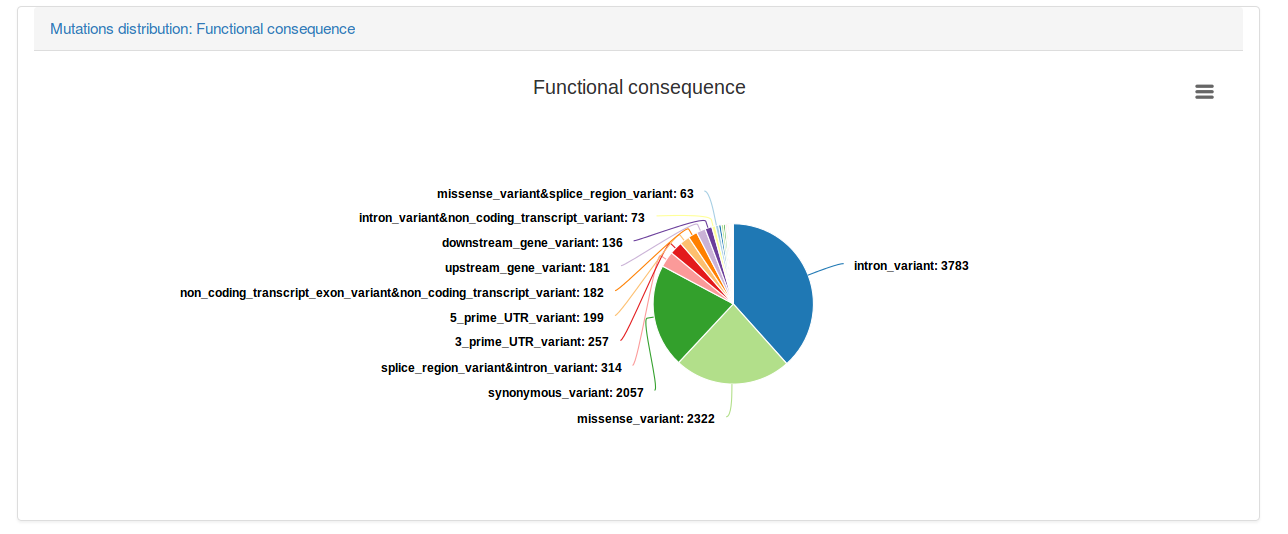 Mutations distribution: Functional consequence
Functional consequence
missense_variant&splice_region_variant: 63
intron_variant&non_coding_transcript_variant: 73
downstream_gene_variant: 136
upstream_gene_variant: 181
intron_variant: 3783
non_coding_transcript_exon_variant&non_coding_transcript_variant: 182
5_prime_UTR_variant: 199
3_prime_UTR_variant: 257
splice_region_variant&intron_variant: 314
synonymous_variant: 2057
missense_variant: 2322